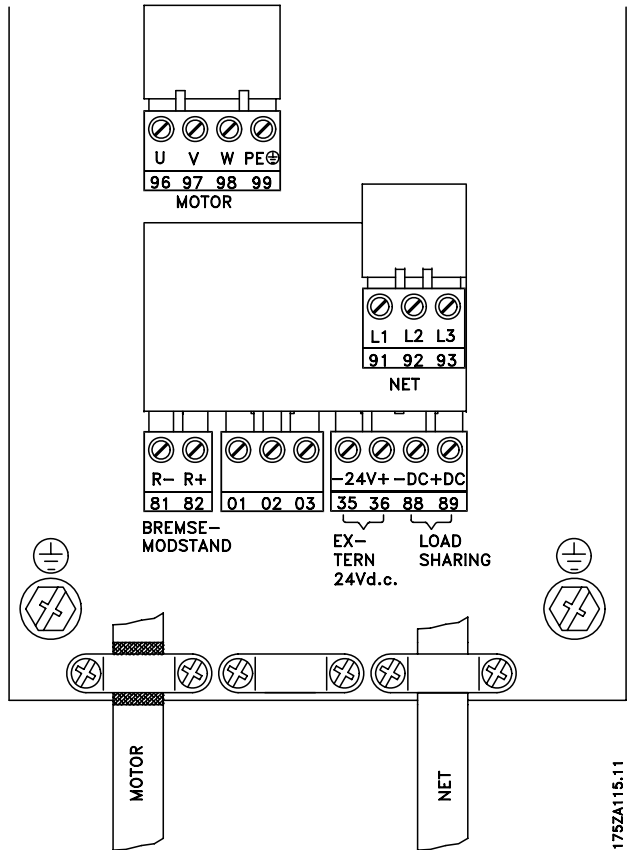 U V W PE
96 97 98 99
MOTOR
L1 L2 L3
91 92 93
NET
R- R+
81 82
BREMSE-
MODSTAND
01 02 03
-24V+ -DC+DC
35 36 88 89
EX-
TERN
24Vd.c.
LOAD
SHARING
MOTOR
NET
175ZA115.11